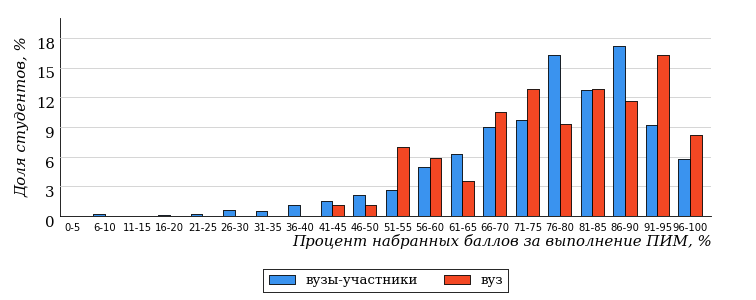 Доля студентов, %
18
15
12
9
6
3
0
0-5 6-10 11-15 16-20 21-25 26-30 31-35 36-40 41-45 46-50 51-55 56-60 61-65 66-70 71-75 76-80 81-85 86-90 91-95 96-100
Процент набранных баллов за выполнение ПИМ, %
вузы-участники вуз